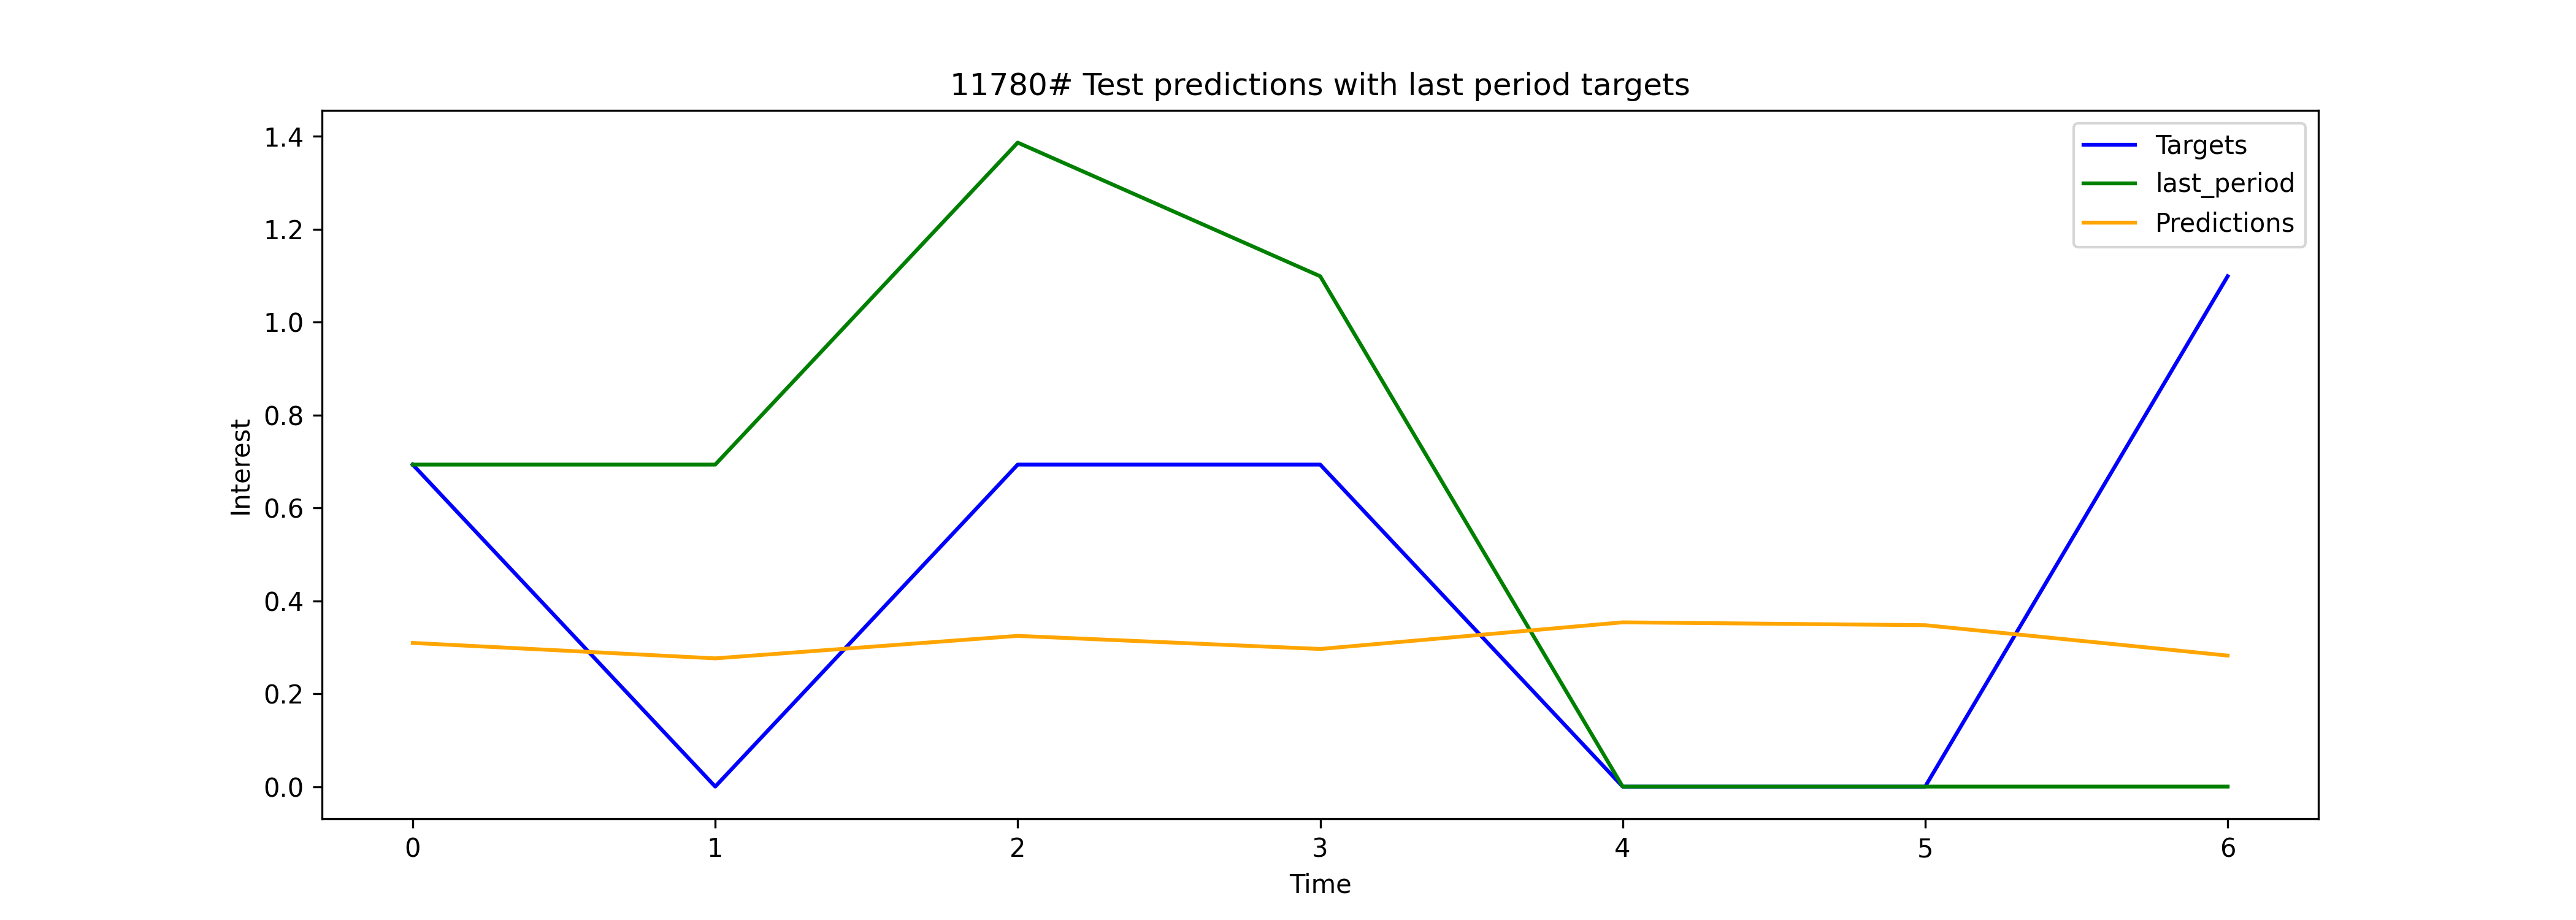 11780# Test predictions with last period targets
Targets
last_period
Predictions
1.4
1.2
1.0
0.8
0.6
0.4
0.2
0.0
Interest
0 1 2 3 4 5 6
Time